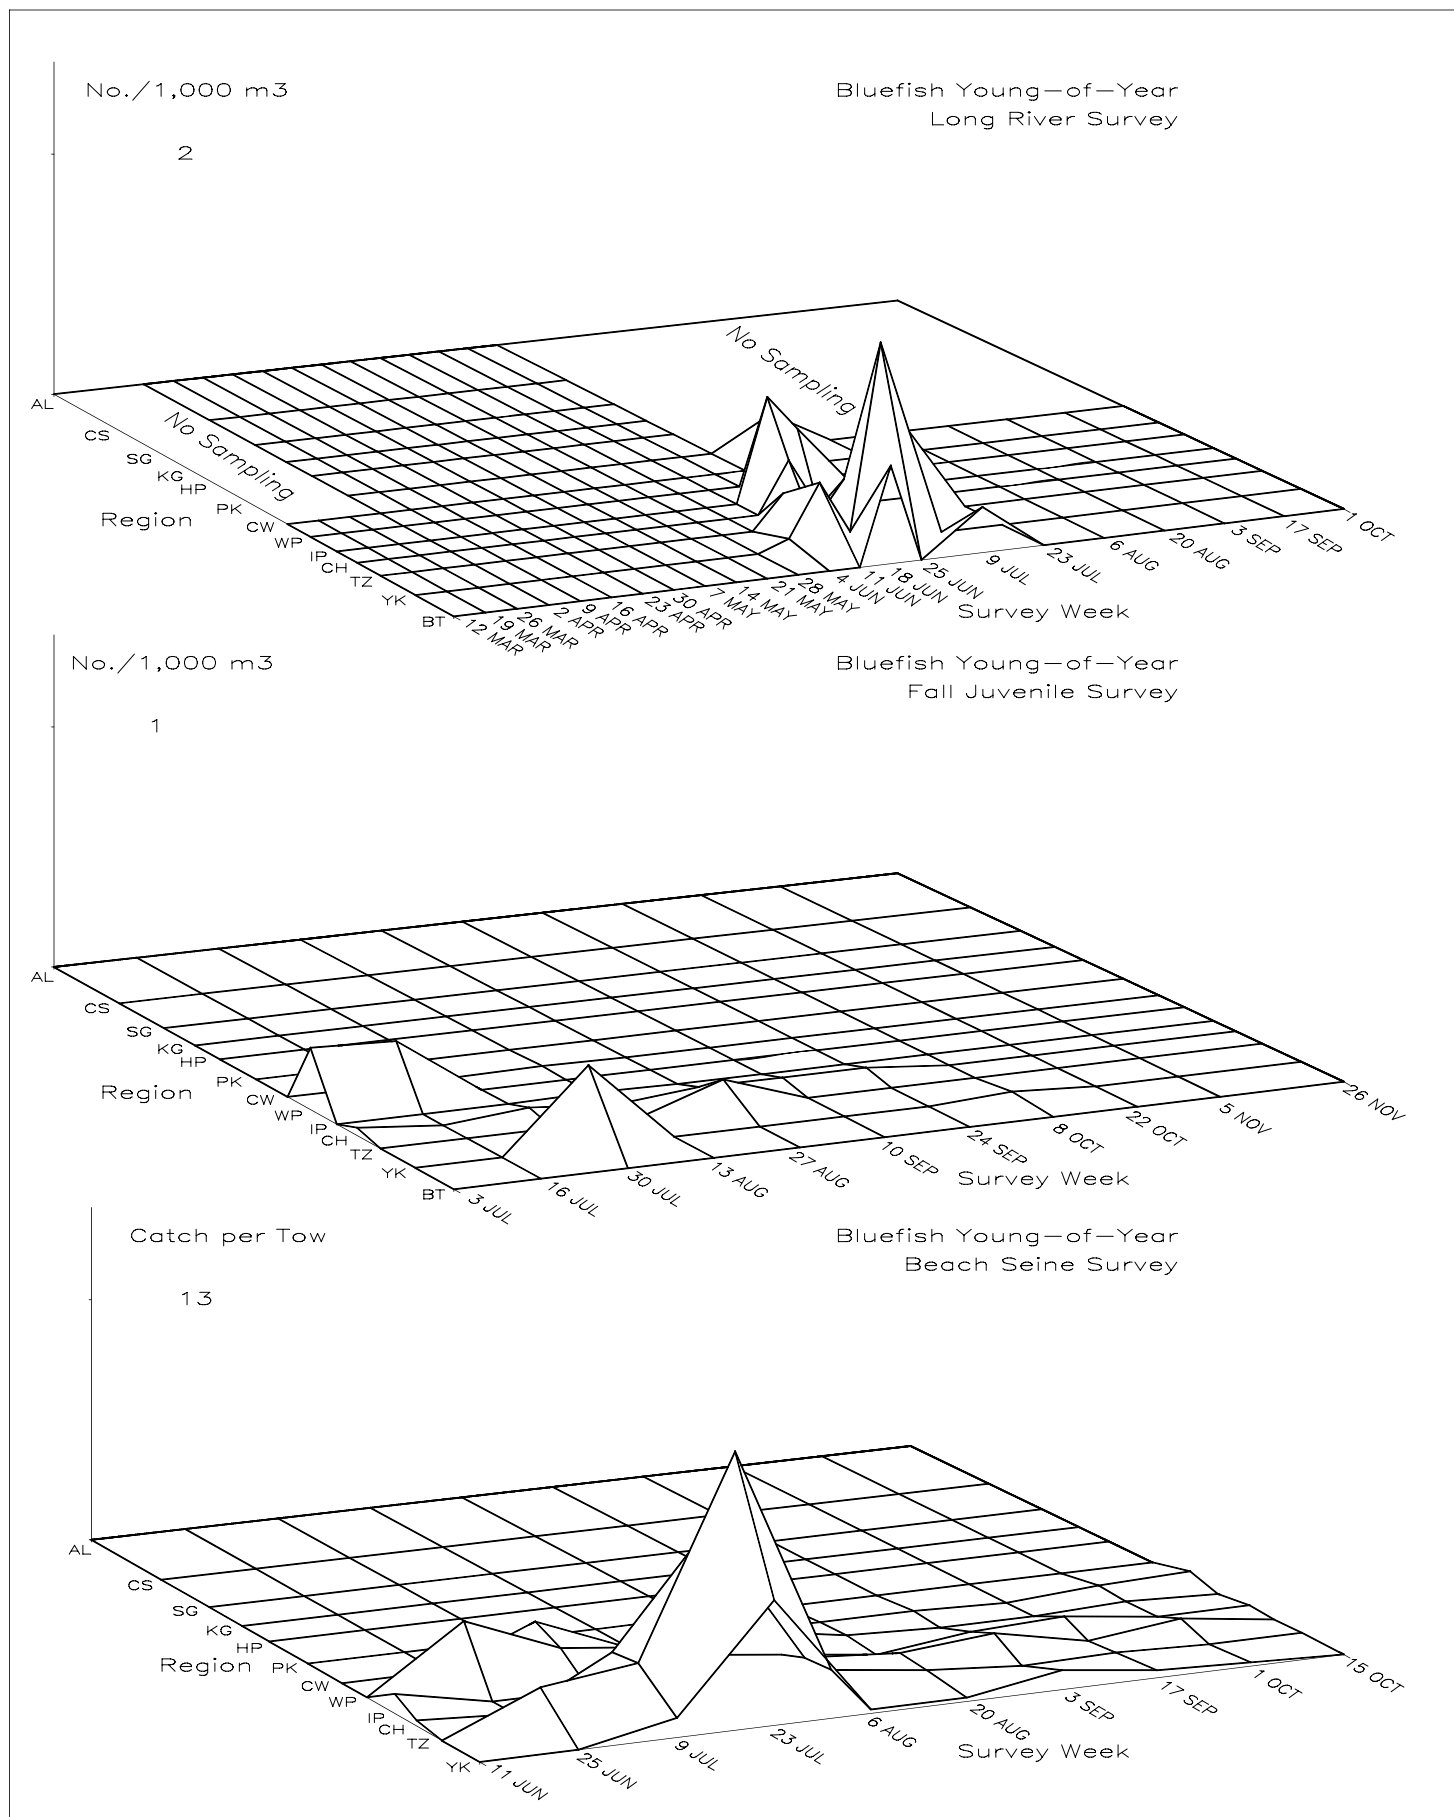 No./1,000 m3
Bluefish Young-of-Year
Long River Survey
2
No Sampling
No Sampling
AL
CS
SG
KG
HP
PK
CW
WP
IP
CH
TZ
YK
BT
Region
12 MAR
19 MAR
26 MAR
2 APR
9 APR
16 APR
23 APR
30 APR
7 MAY
14 MAY
21 MAY
28 MAY
4 JUN
11 JUN
18 JUN
25 JUN
9 JUL
23 JUL
6 AUG
20 AUG
3 SEP
17 SEP
1 OCT
Survey Week
No./1,000 m3
Bluefish Young-of-Year
Fall Juvenile Survey
1
AL
CS
SG
KG
HP
PK
CW
WP
IP
CH
TZ
YK
BT
Region
3 JUL
16 JUL
30 JUL
13 AUG
27 AUG
10 SEP
24 SEP
8 OCT
22 OCT
5 NOV
26 NOV
Survey Week
Catch per Tow
Bluefish Young-of-Year
Beach Seine Survey
13
AL
CS
SG
KG
HP
PK
CW
WP
IP
CH
TZ
YK
Region
11 JUN
25 JUN
9 JUL
23 JUL
6 AUG
20 AUG
3 SEP
17 SEP
1 OCT
15 OCT
Survey Week